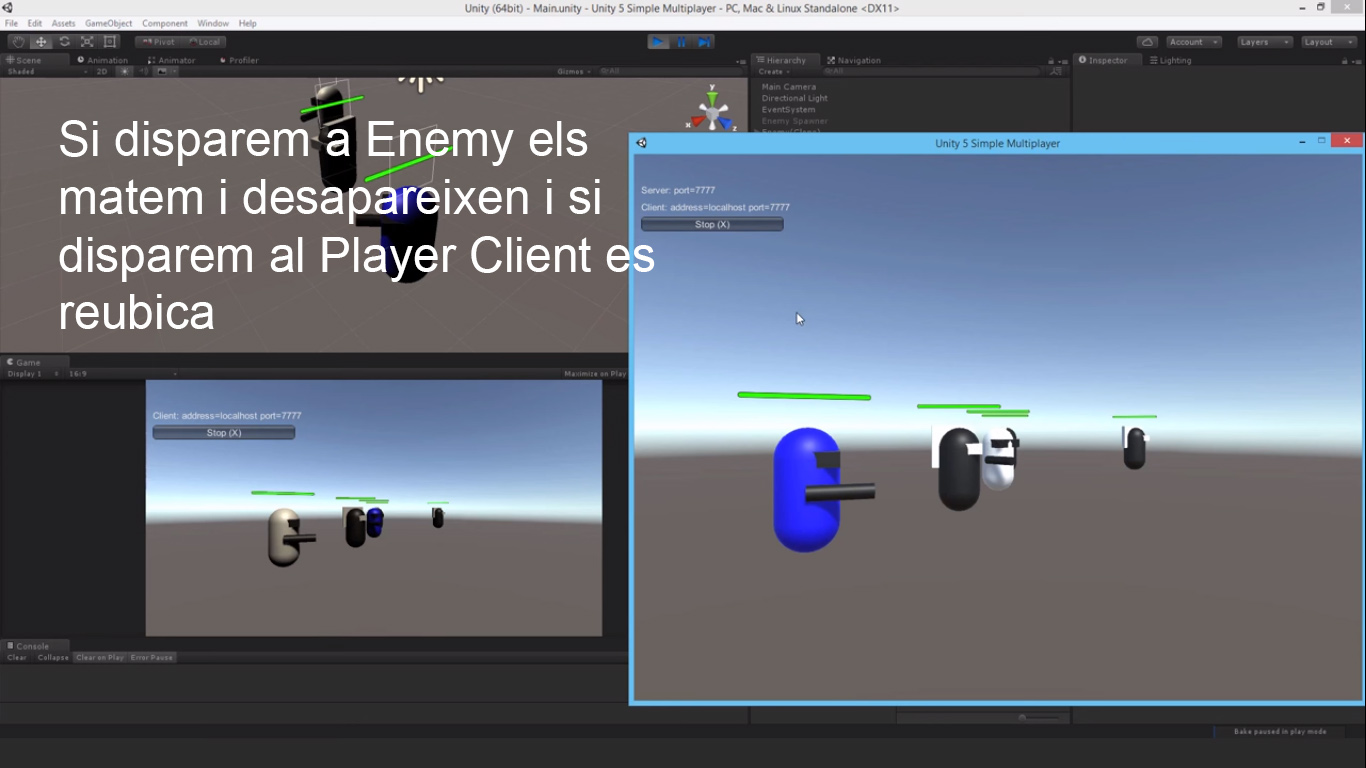 Unity (64bit) - Main.unity - Unity 5 Simple Multiplayer - PC, Mac & Linux Standalone <DX11>
File Edit Assets GameObject Component Window Help
Pivot Local
Account Layers Layout
Scene Animation Animator Profiler
Hierarchy Navigation
Inspector Lighting
Shaded 2D Gizmos All
Create All
Main Camera
Directional Light
EventSystem
Enemy Spawner
Si disparem a Enemy els
matem i desapareixen i si
disparem al Player Client es
reubica
y
x
z
Unity 5 Simple Multiplayer
Server: port=7777
Client: address=localhost port=7777
Stop (X)
Game
Display 1 16:9 Maximize on Play
Client: address=localhost port=7777
Stop (X)
Console
Clear Collapse Clear on Play Error Pause
Bake paused in play mode